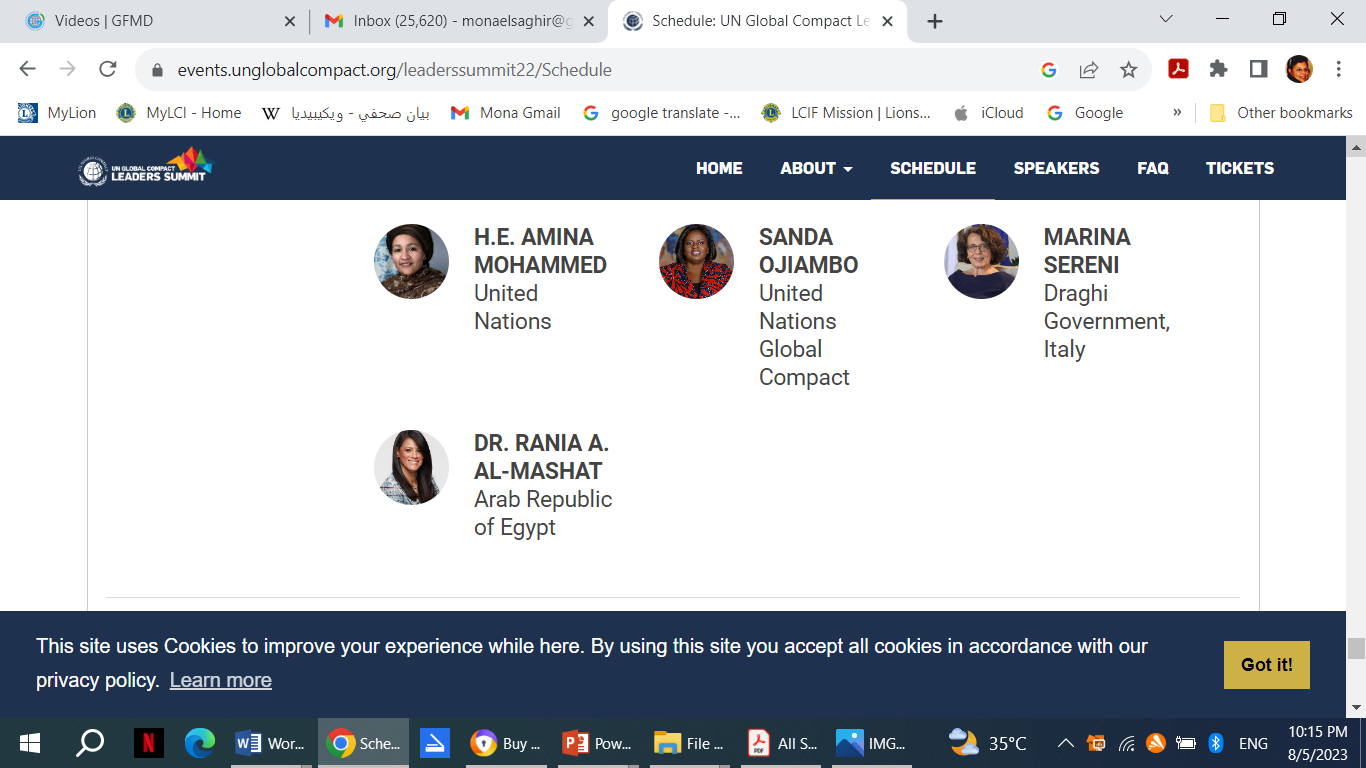 Videos | GFMD
Inbox (25,620) - monaelsaghir@g
Schedule: UN Global Compact Le
events.unglobalcompact.org/leaderssummit22/Schedule
MyLion
MyLCI - Home
بيان صحفي - ويكيبيديا
Mona Gmail
google translate -...
LCIF Mission | Lions...
iCloud
Google
»
Other bookmarks
UN GLOBAL COMPACT
LEADERS SUMMIT
HOME
ABOUT
SCHEDULE
SPEAKERS
FAQ
TICKETS
H.E. AMINA
MOHAMMED
United
Nations
SANDA
OJIAMBO
United
Nations
Global
Compact
MARINA
SERENI
Draghi
Government,
Italy
DR. RANIA A.
AL-MASHAT
Arab Republic
of Egypt
This site uses Cookies to improve your experience while here. By using this site you accept all cookies in accordance with our
privacy policy. Learn more
Got it!
Wor...
Sche...
Buy ...
Pow...
File ...
All S...
IMG...
35°C
ENG
10:15 PM
8/5/2023